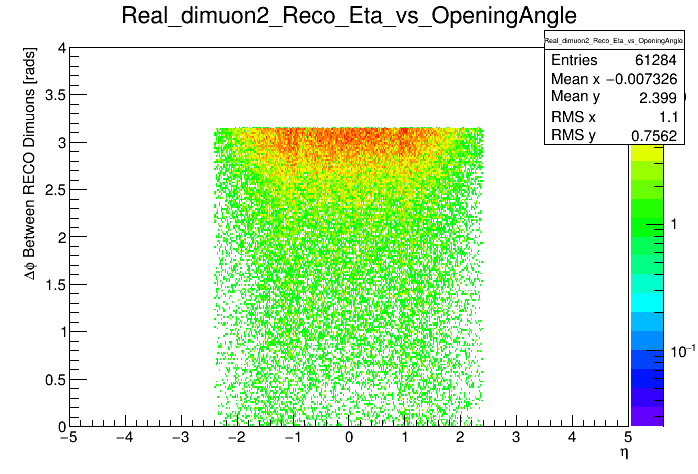 Real_dimuon2_Reco_Eta_vs_OpeningAngle
Real_dimuon2_Reco_Eta_vs_OpeningAngle
Entries 61284
Mean x −0.007326
Mean y 2.399
RMS x 1.1
RMS y 0.7562
Δφ Between RECO Dimuons [rads]
4
3.5
3
2.5
2
1.5
1
0.5
0
−5 −4 −3 −2 −1 0 1 2 3 4 5
η
1
10⁻¹